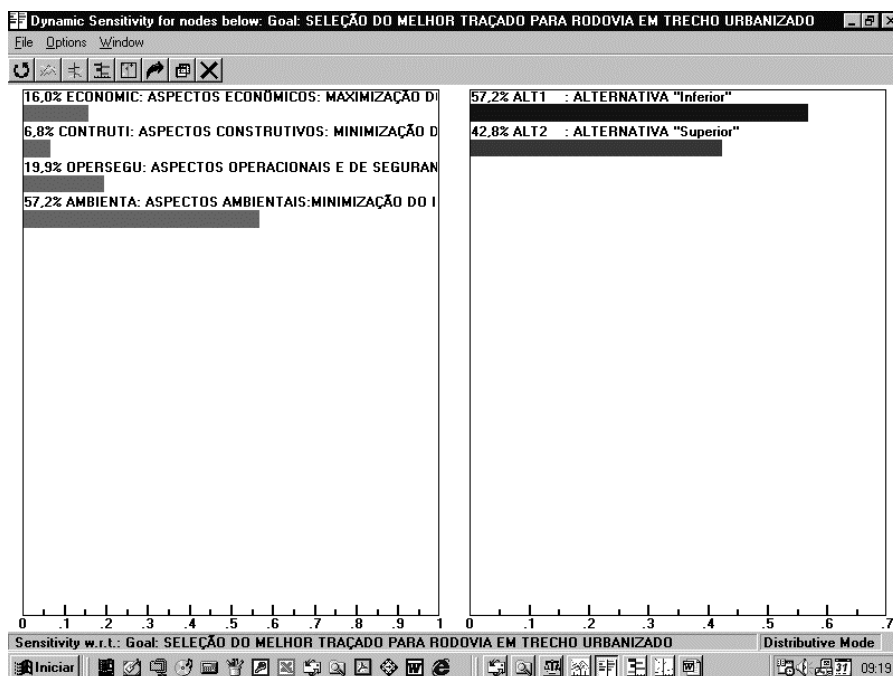 Dynamic Sensitivity for nodes below: Goal: SELEÇÃO DO MELHOR TRAÇADO PARA RODOVIA EM TRECHO URBANIZADO
File Options Window
16,0% ECONOMIC: ASPECTOS ECONÔMICOS: MAXIMIZAÇÃO D
6,8% CONTRUTI: ASPECTOS CONSTRUTIVOS: MINIMIZAÇÃO D
19,9% OPERSEGU: ASPECTOS OPERACIONAIS E DE SEGURAN
57,2% AMBIENTA: ASPECTOS AMBIENTAIS:MINIMIZAÇÃO DO I
57,2% ALT1 : ALTERNATIVA "Inferior"
42,8% ALT2 : ALTERNATIVA "Superior"
0 .1 .2 .3 .4 .5 .6 .7 .8 .9 1
0 .1 .2 .3 .4 .5 .6 .7
Sensitivity w.r.t.: Goal: SELEÇÃO DO MELHOR TRAÇADO PARA RODOVIA EM TRECHO URBANIZADO
Distributive Mode
Iniciar
09:19